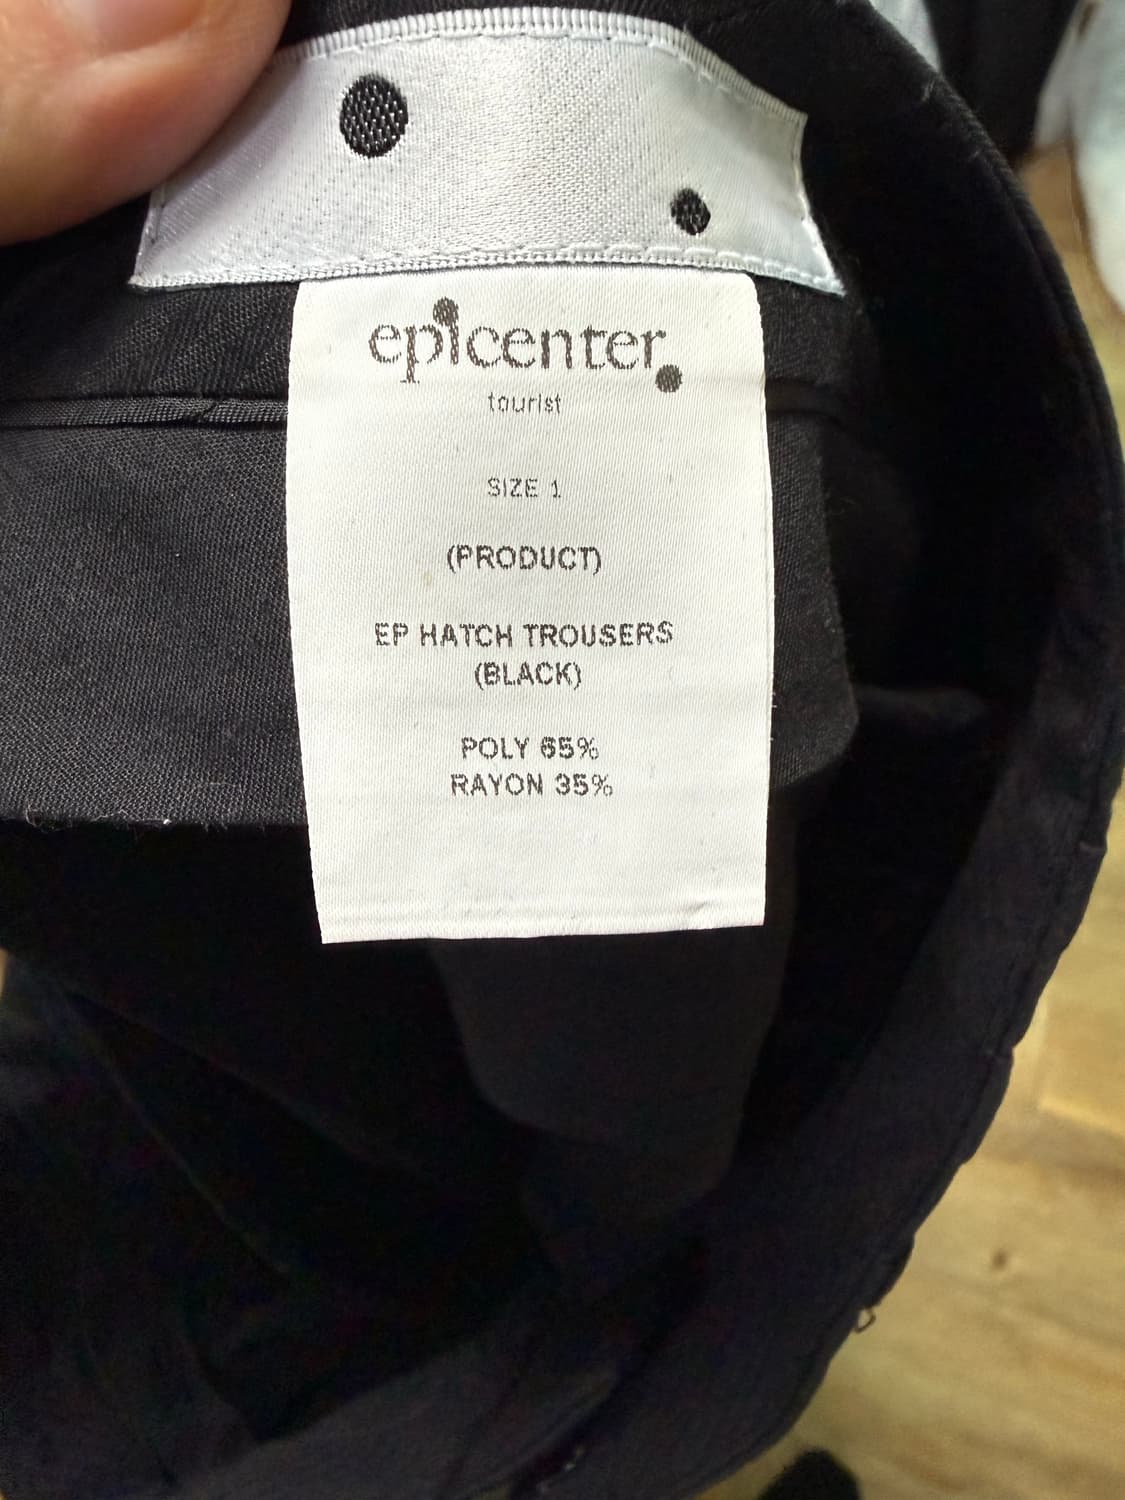 epicenter.
tourist
SIZE 1
(PRODUCT)
EP HATCH TROUSERS
(BLACK)
POLY 65%
RAYON 35%